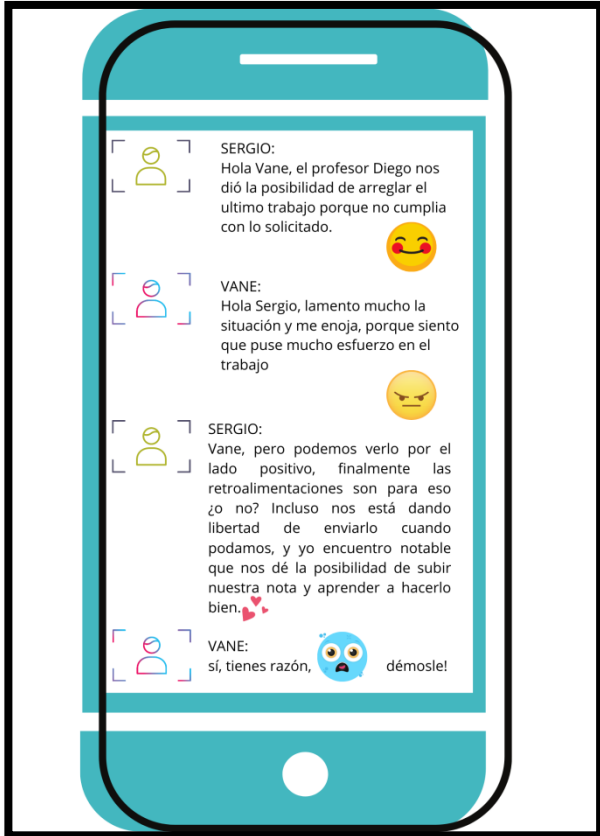 SERGIO:
Hola Vane, el profesor Diego nos
dió la posibilidad de arreglar el
ultimo trabajo porque no cumplia
con lo solicitado.
VANE:
Hola Sergio, lamento mucho la
situación y me enoja, porque siento
que puse mucho esfuerzo en el
trabajo
SERGIO:
Vane, pero podemos verlo por el
lado positivo, finalmente las
retroalimentaciones son para eso
¿o no? Incluso nos está dando
libertad de enviarlo cuando
podamos, y yo encuentro notable
que nos dé la posibilidad de subir
nuestra nota y aprender a hacerlo
bien.
VANE:
sí, tienes razón, démosle!